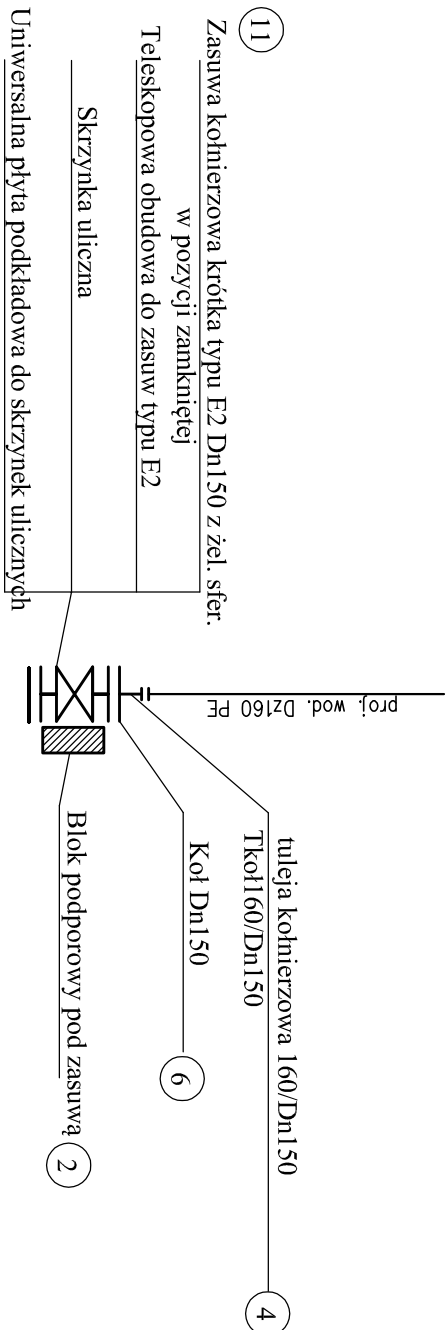 11
Zasuwa kołnierzowa krótka typu E2 Dn150 z żel. sfer.
w pozycji zamkniętej
Teleskopowa obudowa do zasuw typu E2
Skrzynka uliczna
Uniwersalna płyta podkładowa do skrzynek ulicznych
proj. wod. Dz160 PE
tuleja kołnierzowa 160/Dn150
Tkoł160/Dn150
4
Koł Dn150
6
Blok podporowy pod zasuwą
2